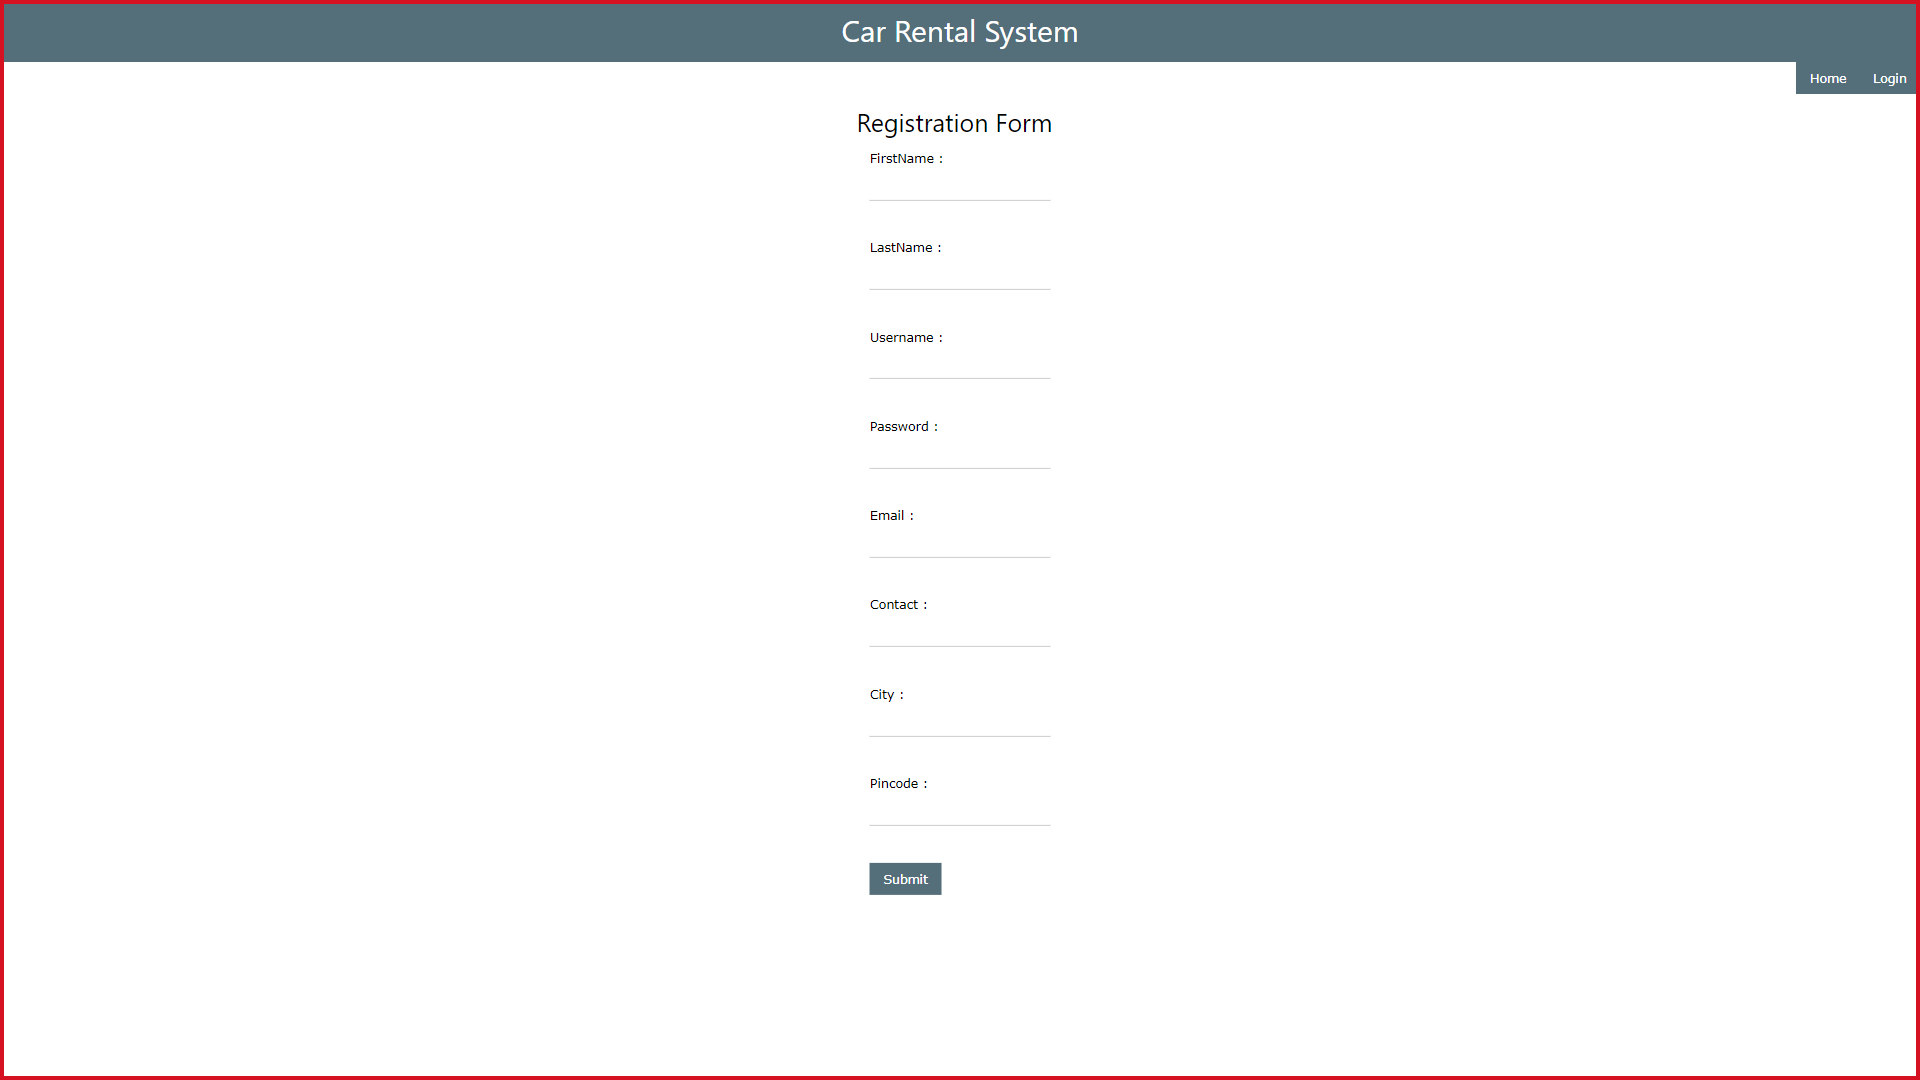 Car Rental System
Home Login
Registration Form
FirstName :
LastName :
Username :
Password :
Email :
Contact :
City :
Pincode :
Submit